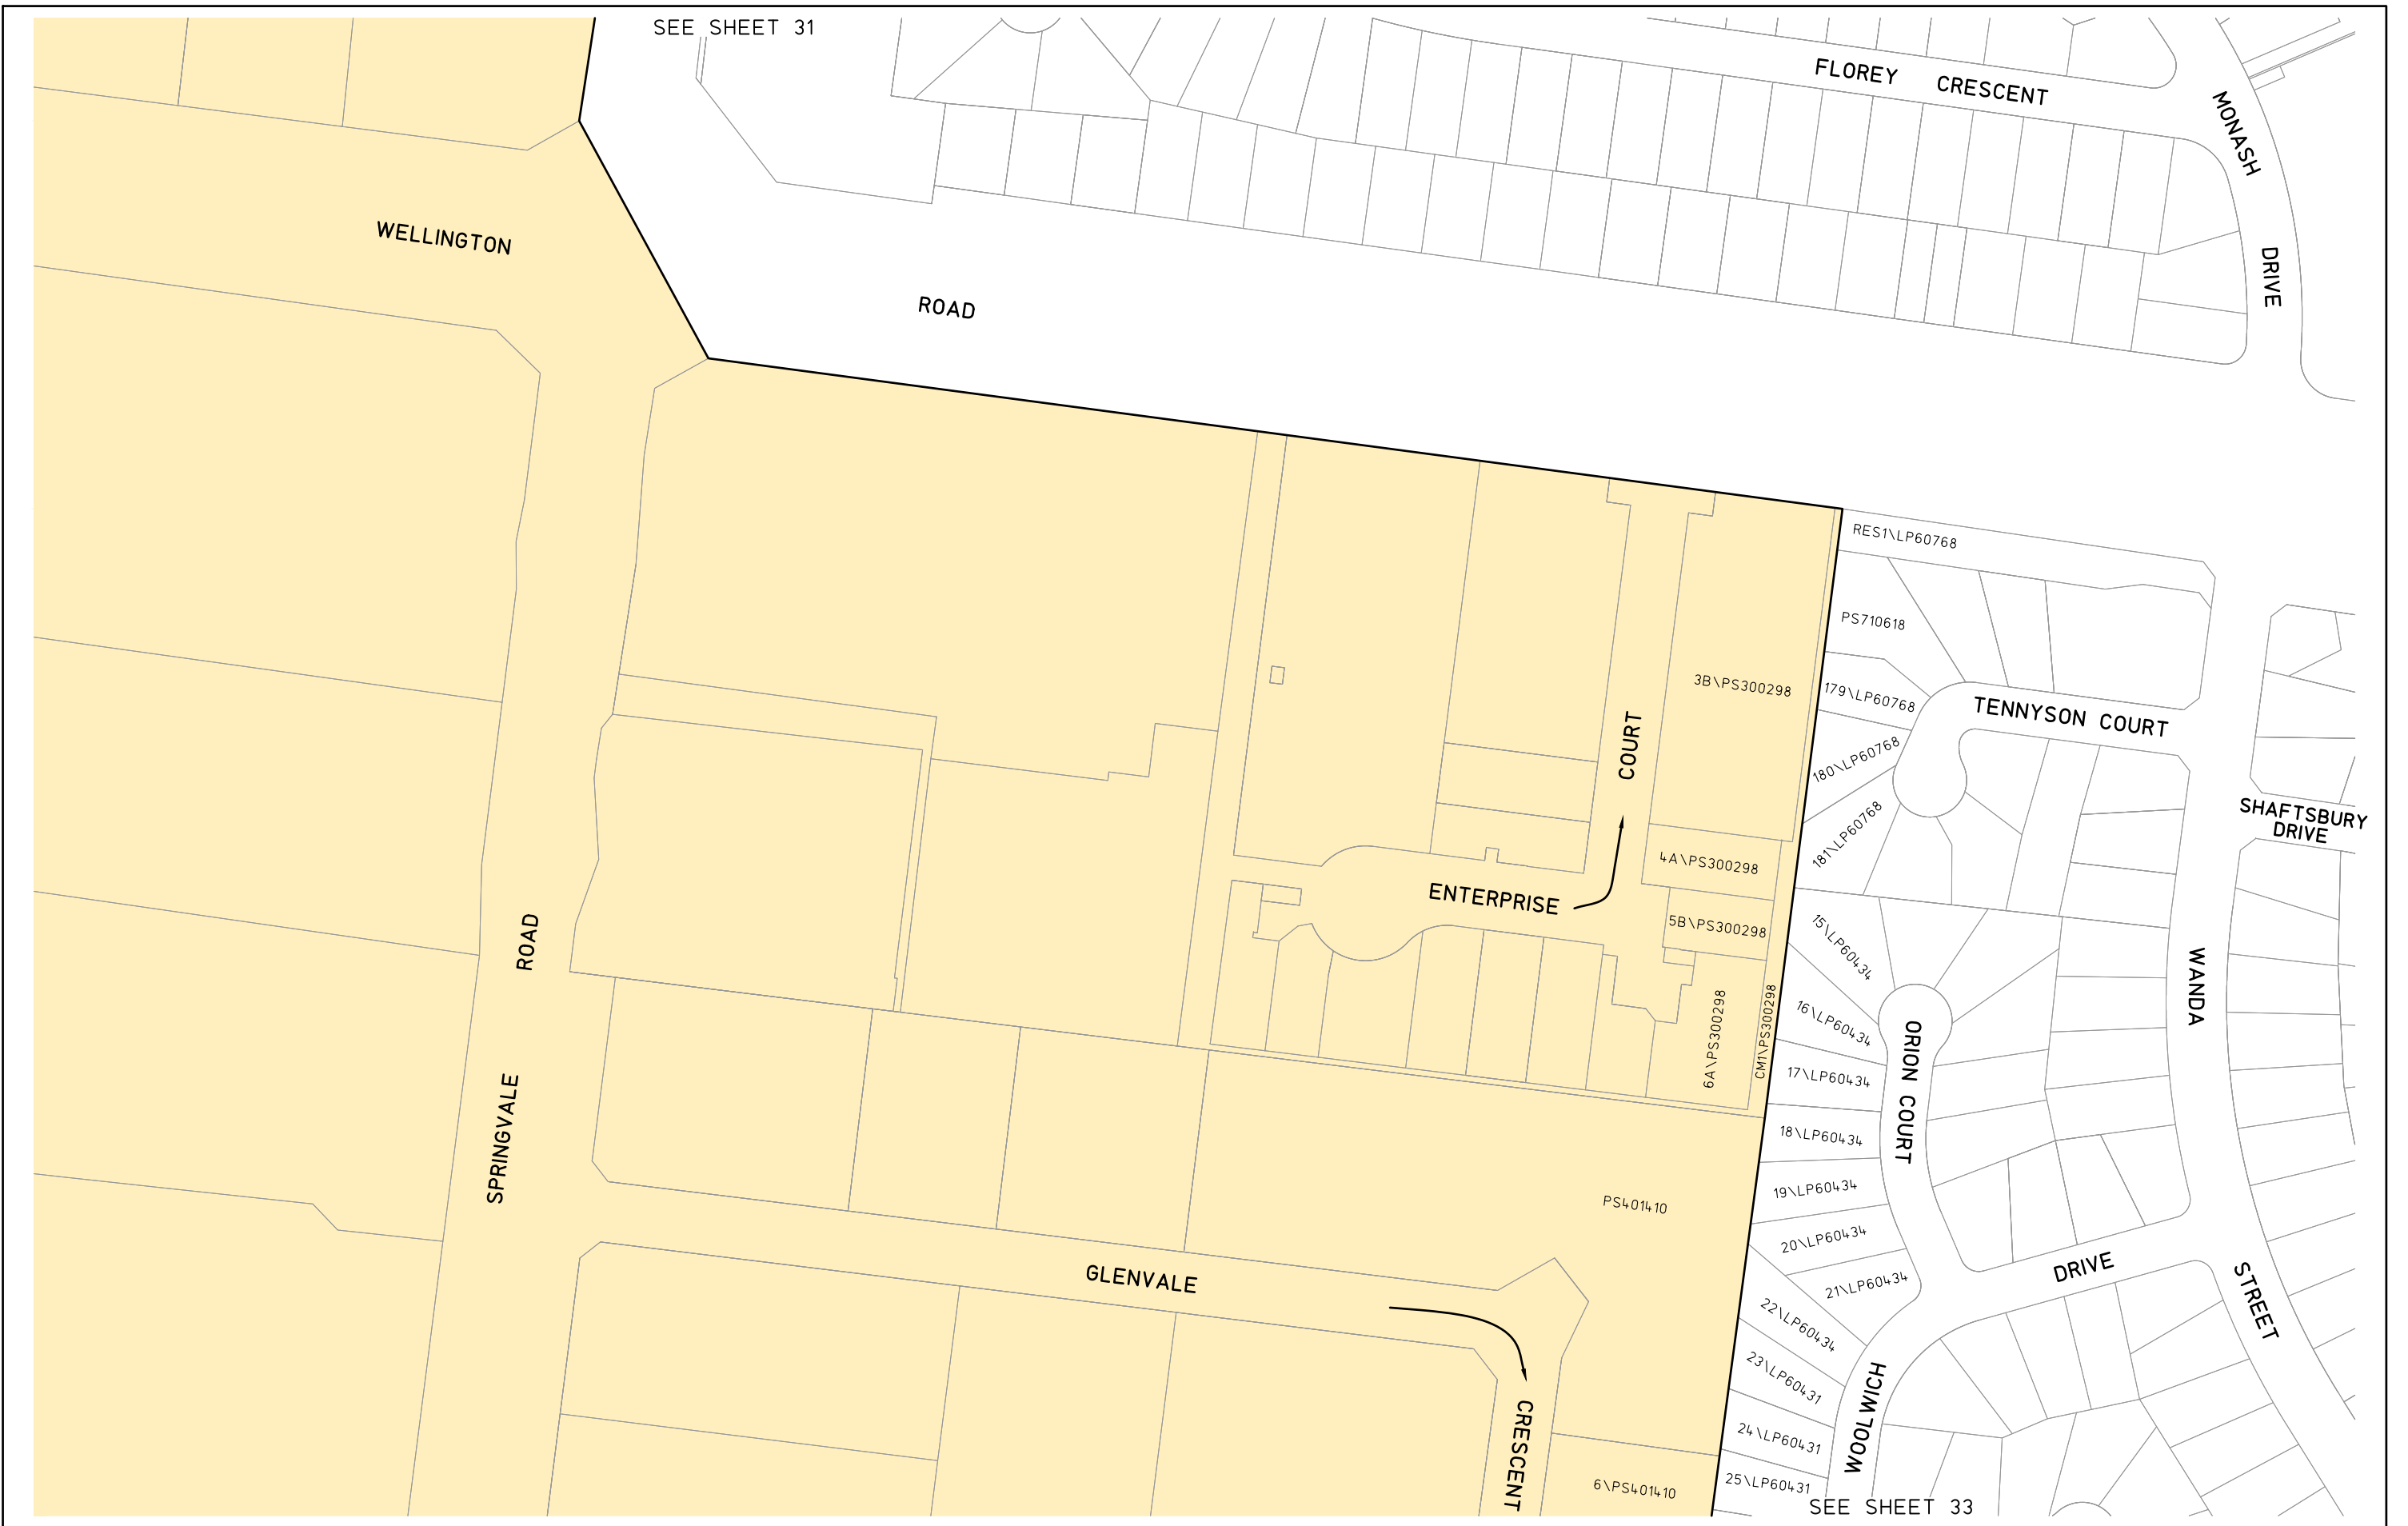 SEE SHEET 31
FLOREY CRESCENT
MONASH
DRIVE
WELLINGTON
ROAD
RES1\LP60768
PS710618
3B\PS300298
179\LP60768
TENNYSON COURT
COURT
180\LP60768
181\LP60768
SHAFTSBURY
DRIVE
4A\PS300298
ENTERPRISE
5B\PS300298
ROAD
15\LP60434
WANDA
6A\PS300298
CM1\PS300298
16\LP60434
ORION COURT
17\LP60434
SPRINGVALE
18\LP60434
19\LP60434
PS401410
20\LP60434
GLENVALE
DRIVE
21\LP60434
STREET
22\LP60434
23\LP60431
WOOLWICH
CRESCENT
24\LP60431
25\LP60431
6\PS401410
SEE SHEET 33